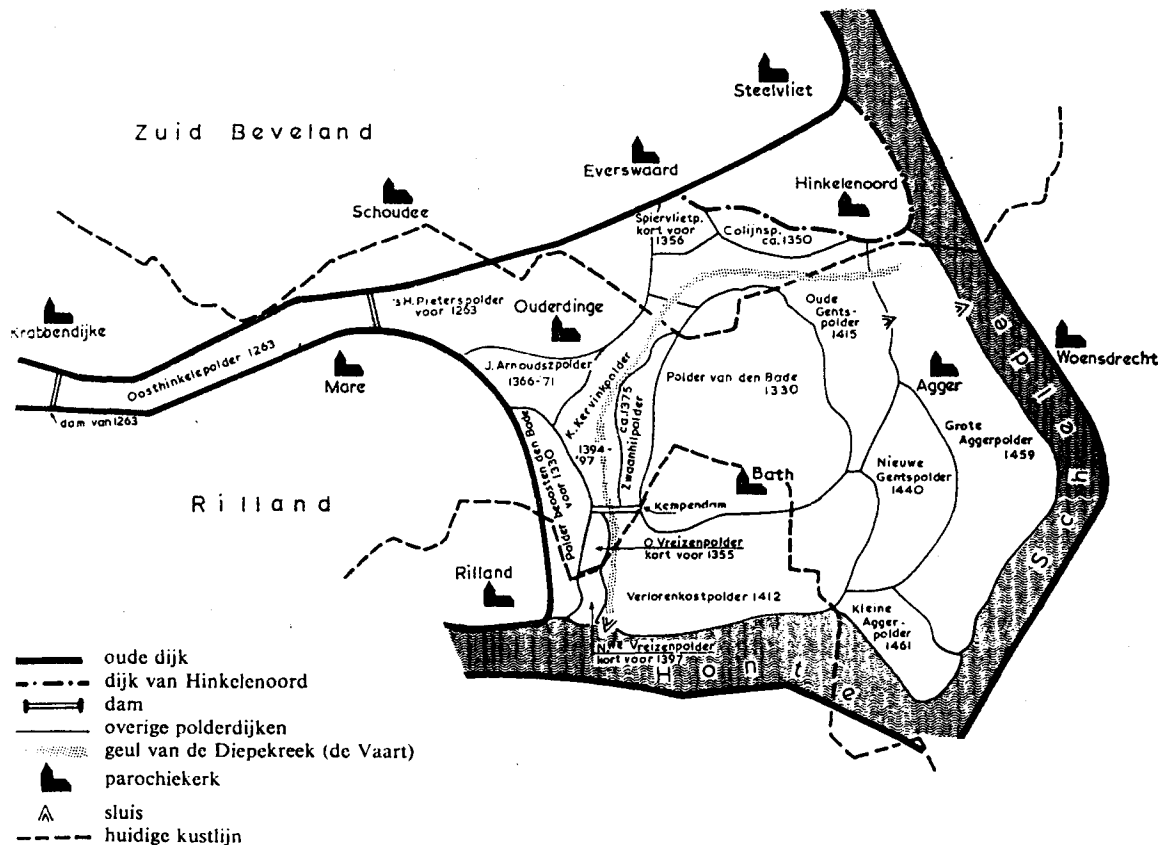 Steelvliet
Zuid Beveland
Everswaard
Hinkelenoord
Schoudee
Spiervlietp.
kort voor
1356
Colijnsp.
ca. 1350
Krabbendijke
'sH. Pieterspolder
voor 1263
Ouderdinge
Oude
Gents-
polder
1415
Schelde
Woensdrecht
Oosthinkelepolder 1263
Mare
J. Arnoudszpolder
1366-71
K. Kervinkpolder
1394-
'97
ca. 1375
Zwaanhilpolder
Polder van den Bade
1330
Agger
dam van 1263
Grote
Aggerpolder
1459
Polder beoosten den Bade
voor 1330
Nieuwe
Gentspolder
1440
Bath
Rilland
Kempendam
O. Vreizenpolder
kort voor 1355
Rilland
Verlorenkostpolder 1412
Kleine
Agger-
polder
1461
N.we Vreizenpolder
kort voor 1397
Honte
oude dijk
dijk van Hinkelenoord
dam
overige polderdijken
geul van de Diepekreek (de Vaart)
parochiekerk
sluis
huidige kustlijn